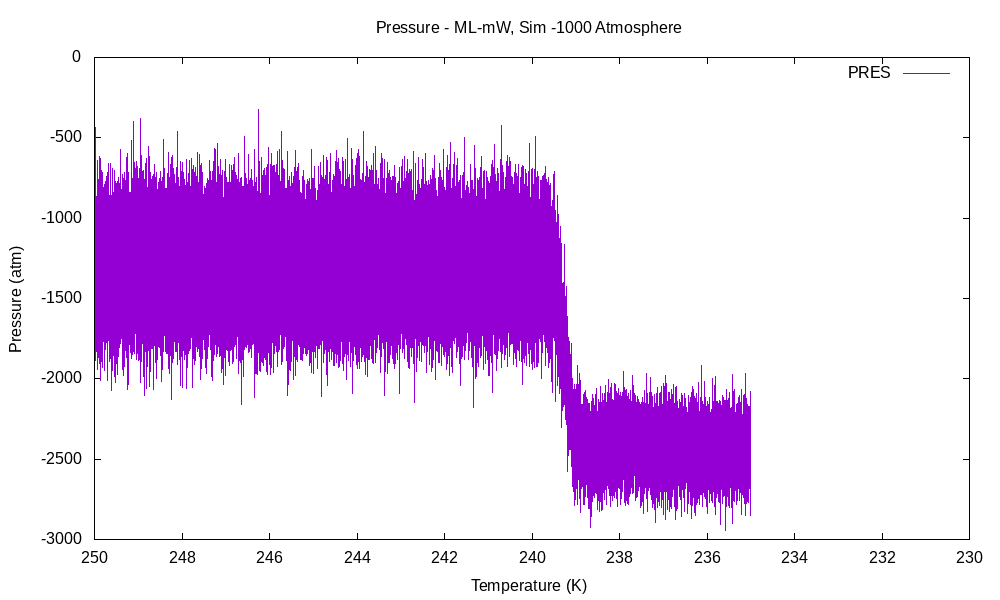 Pressure - ML-mW, Sim -1000 Atmosphere
PRES
0
-500
-1000
-1500
-2000
-2500
-3000
Pressure (atm)
250 248 246 244 242 240 238 236 234 232 230
Temperature (K)